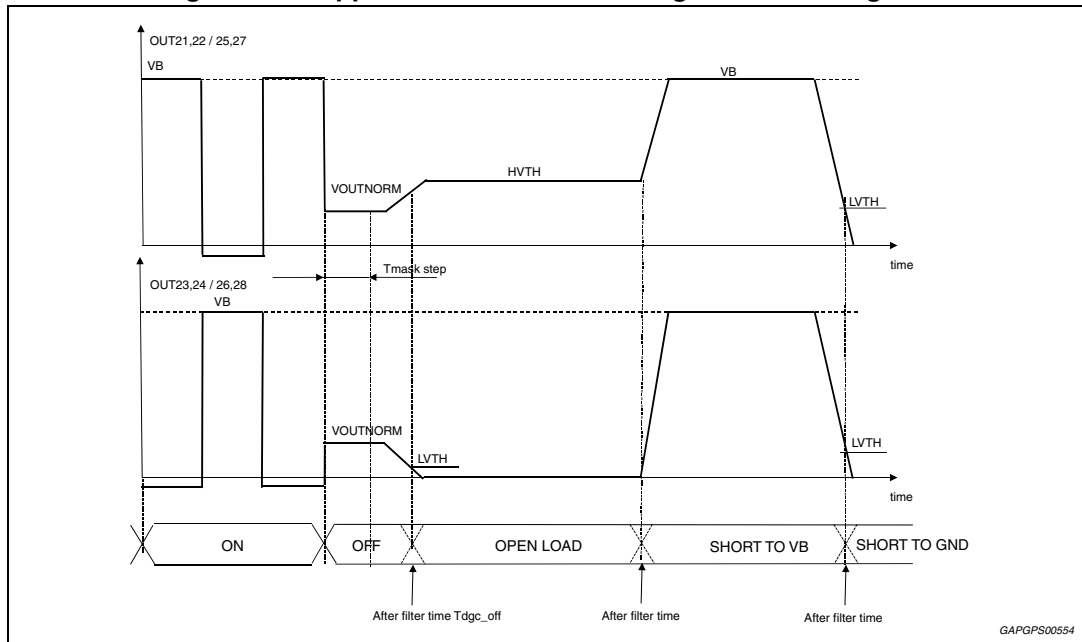 OUT21,22 / 25,27
VB
VB
HVTH
VOUTNORM
LVTH
time
Tmask step
OUT23,24 / 26,28
VB
VOUTNORM
LVTH
LVTH
time
ON
OFF
OPEN LOAD
SHORT TO VB
SHORT TO GND
After filter time Tdgc_off
After filter time
After filter time
GAPGPS00554